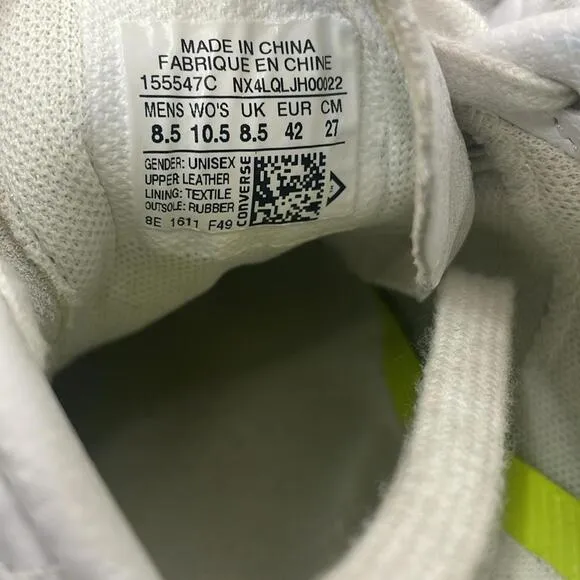 MADE IN CHINA
FABRIQUE EN CHINE
155547C NX4LQLJH00022
MENS WO'S UK EUR CM
8.5 10.5 8.5 42 27
GENDER: UNISEX
UPPER LEATHER
LINING: TEXTILE
OUTSOLE: RUBBER
8E 1611 F49
CONVERSE